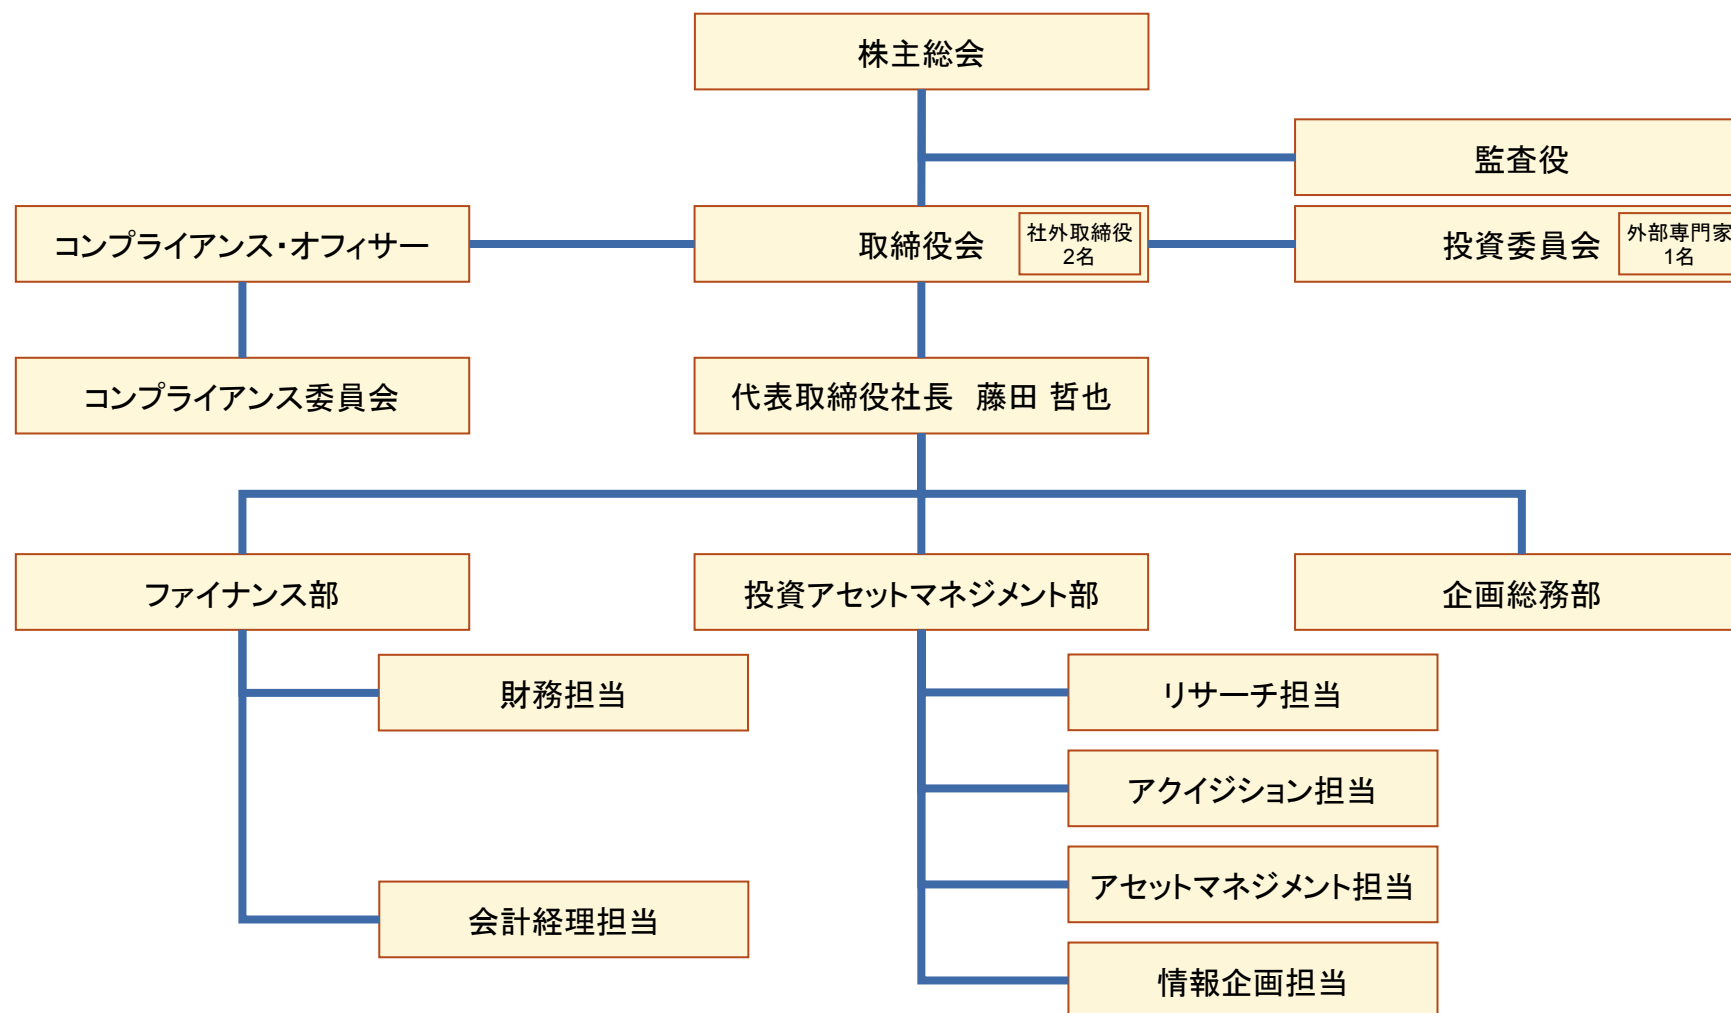 株主総会
監査役
コンプライアンス・オフィサー
取締役会
社外取締役
2名
投資委員会
外部専門家
1名
コンプライアンス委員会
代表取締役社長　藤田 哲也
ファイナンス部
投資アセットマネジメント部
企画総務部
財務担当
リサーチ担当
アクイジション担当
アセットマネジメント担当
会計経理担当
情報企画担当